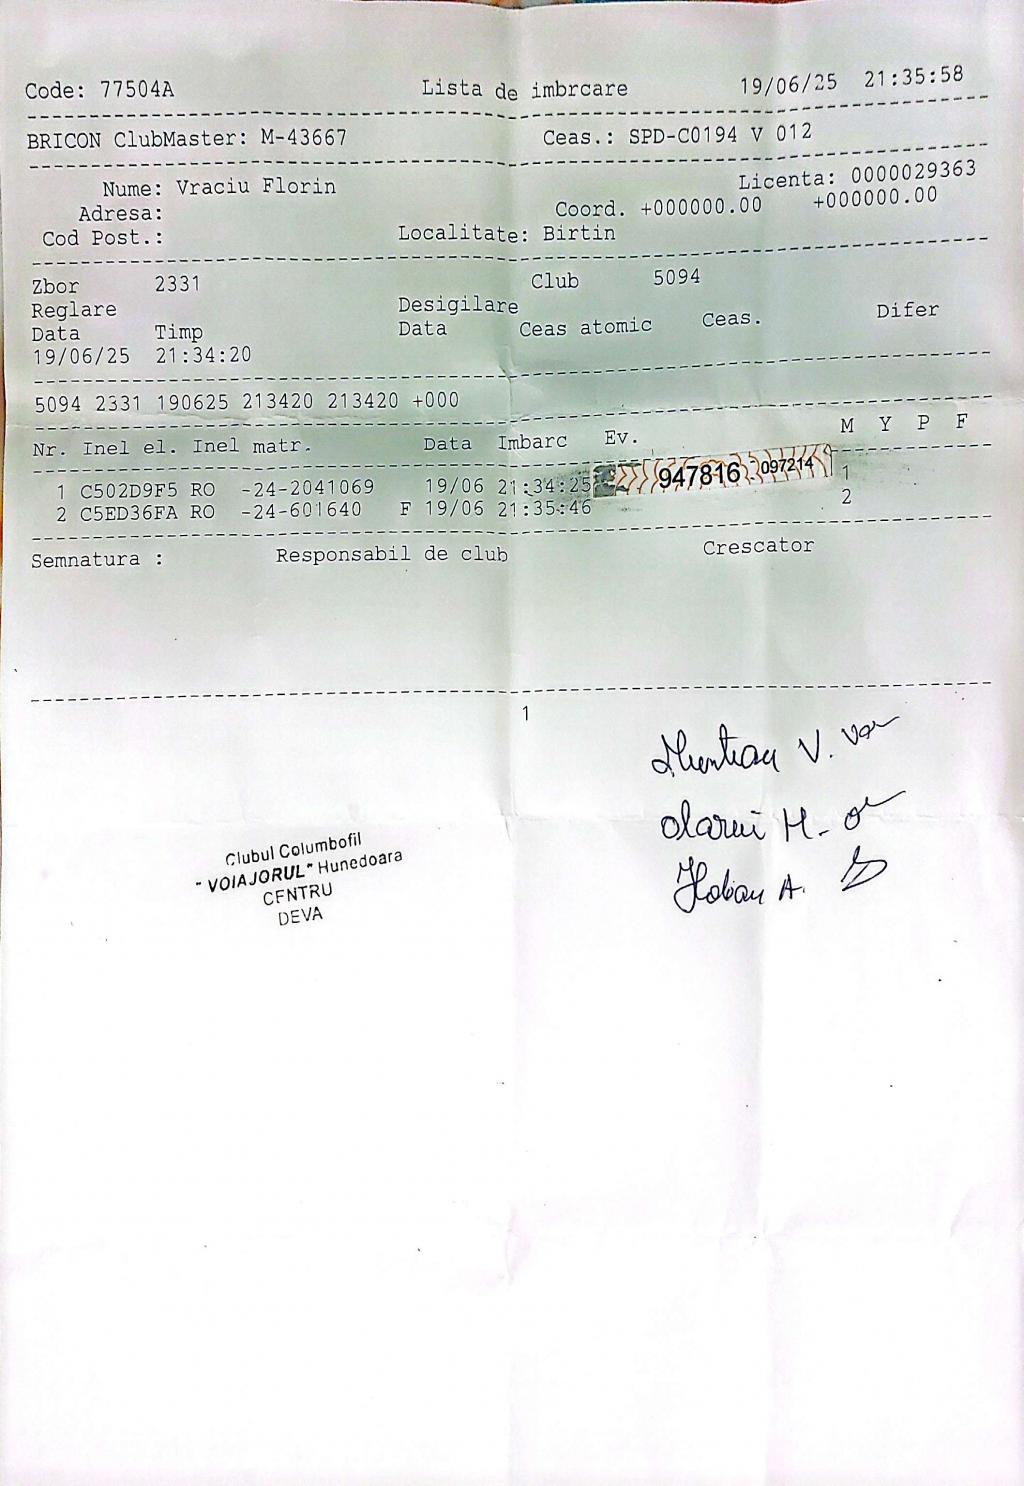 Code: 77504A Lista de imbrcare 19/06/25 21:35:58
BRICON ClubMaster: M-43667 Ceas.: SPD-C0194 V 012
Nume: Vraciu Florin Licenta: 0000029363
Adresa: Coord. +000000.00 +000000.00
Cod Post.: Localitate: Birtin
Zbor 2331 Club 5094
Reglare Desigilare
Data Timp Data Ceas atomic Ceas. Difer
19/06/25 21:34:20
5094 2331 190625 213420 213420 +000
Nr. Inel el. Inel matr. Data Imbarc Ev. M Y P F
1 C502D9F5 RO -24-2041069 19/06 21:34:25 947816 097214 1
2 C5ED36FA RO -24-601640 F 19/06 21:35:46 2
Semnatura : Responsabil de club Crescator
1
Muntean V.
Olariu H.
Hoban A.
Clubul Columbofil
"VOIAJORUL" Hunedoara
CENTRU
DEVA